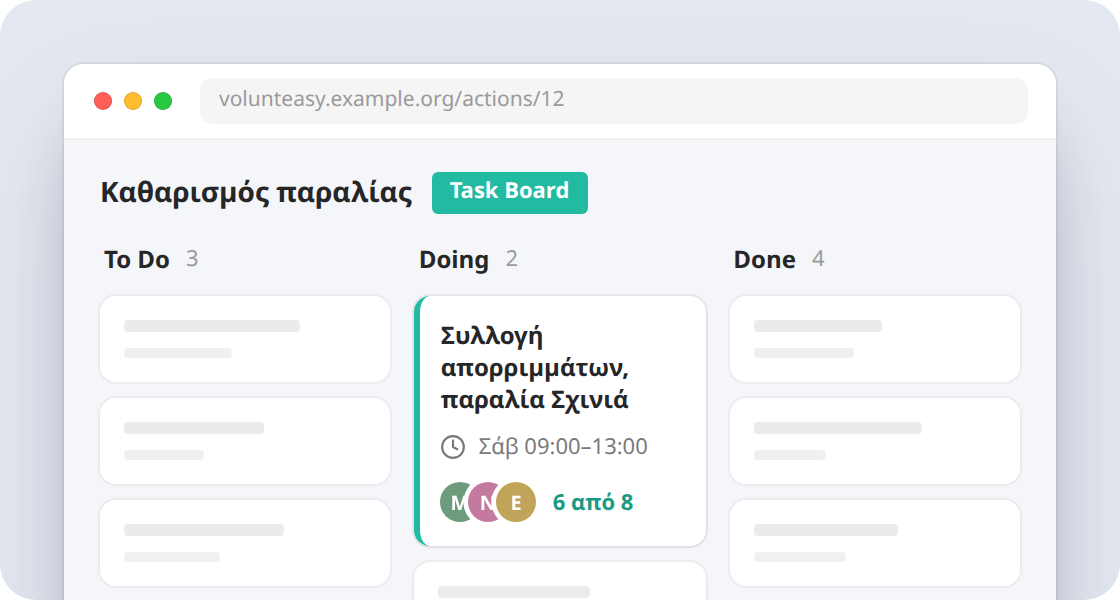 volunteasy.example.org/actions/12
Καθαρισμός παραλίας
Task Board
To Do 3
Doing 2
Done 4
Συλλογή
απορριμμάτων,
παραλία Σχινιά
Σάβ 09:00–13:00
M N E
6 από 8